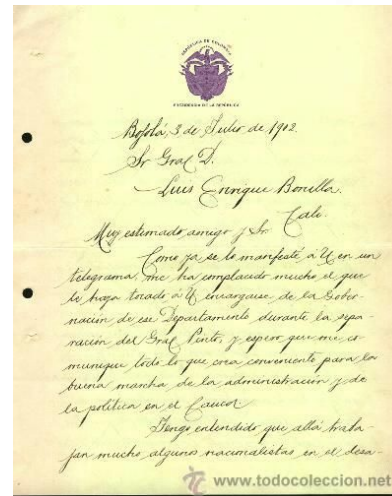 REPÚBLICA DE COLOMBIA
PRESIDENCIA DE LA REPÚBLICA
Bogotá, 3 de Julio de 1902.
Sr Gral D.
Luis Enrique Bonilla.
Cali.
Muy estimado amigo y Sr.
Como ya se lo manifesté á U en un
telegrama, me ha complacido mucho el que
le haya tocado á U encargarse de la Gober-
nación de ese Departamento durante la sepa-
ración del Gral Pinto, y espero que me co-
munique todo lo que crea conveniente para la
buena marcha de la administración y de
la política en el Cauca.
Tengo entendido que allá traba-
jan mucho algunos nacionalistas en el desa-
www.todocoleccion.net